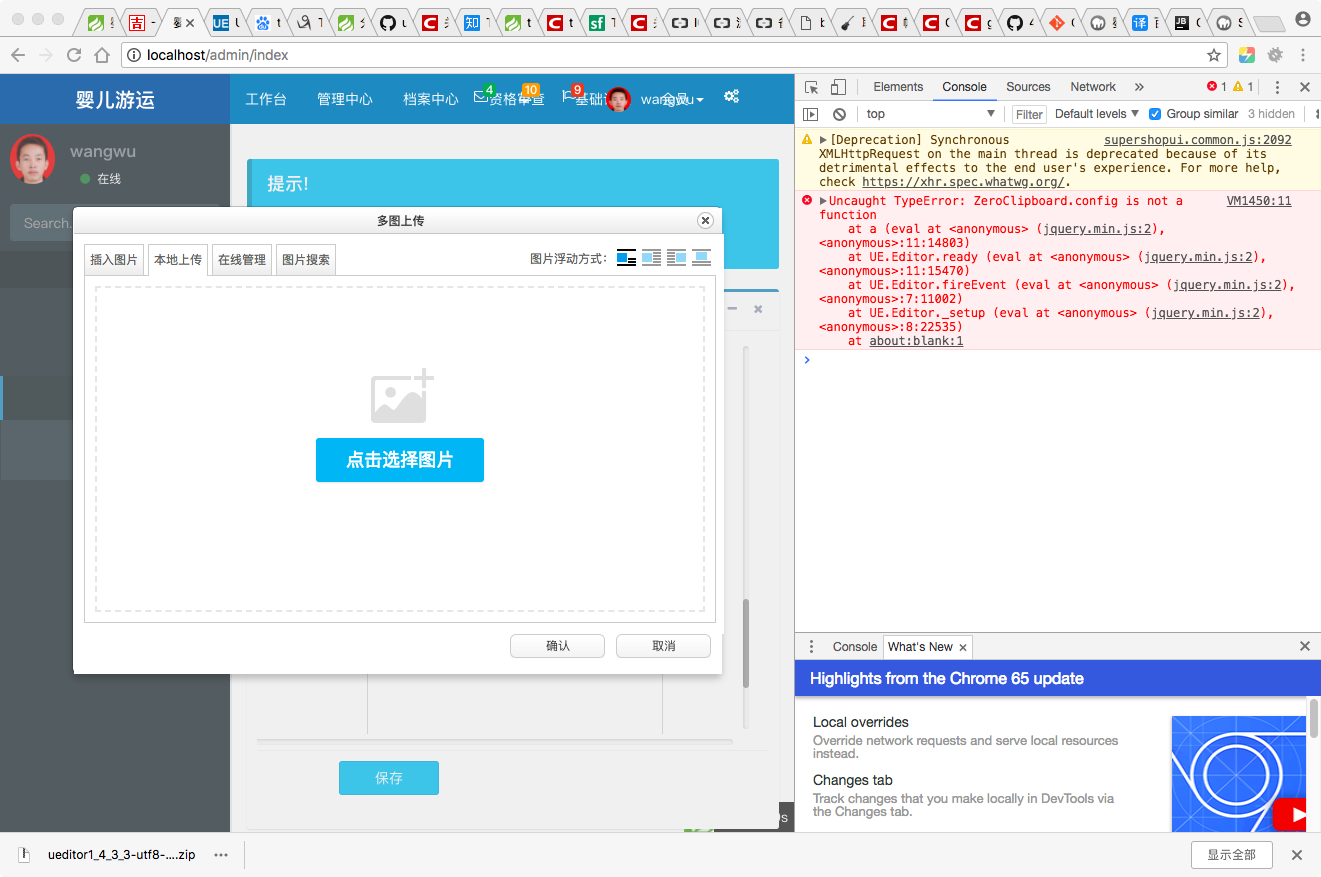 localhost/admin/index
婴儿游运
工作台
管理中心
档案中心
4
资格审查
10
9
wangwu
wangwu
在线
Search.
提示!
多图上传
插入图片
本地上传
在线管理
图片搜索
图片浮动方式：
点击选择图片
确认
取消
保存
Elements
Console
Sources
Network
»
1
1
top
Filter
Default levels
Group similar
3 hidden
[Deprecation] Synchronous supershopui.common.js:2092
XMLHttpRequest on the main thread is deprecated because of its
detrimental effects to the end user's experience. For more help,
check https://xhr.spec.whatwg.org/.
Uncaught TypeError: ZeroClipboard.config is not a VM1450:11
function
at a (eval at <anonymous> (jquery.min.js:2),
<anonymous>:11:14803)
at UE.Editor.ready (eval at <anonymous> (jquery.min.js:2),
<anonymous>:11:15470)
at UE.Editor.fireEvent (eval at <anonymous> (jquery.min.js:2),
<anonymous>:7:11002)
at UE.Editor._setup (eval at <anonymous> (jquery.min.js:2),
<anonymous>:8:22535)
at about:blank:1
Console
What's New
Highlights from the Chrome 65 update
Local overrides
Override network requests and serve local resources
instead.
Changes tab
Track changes that you make locally in DevTools via
the Changes tab.
ueditor1_4_3_3-utf8-....zip
显示全部